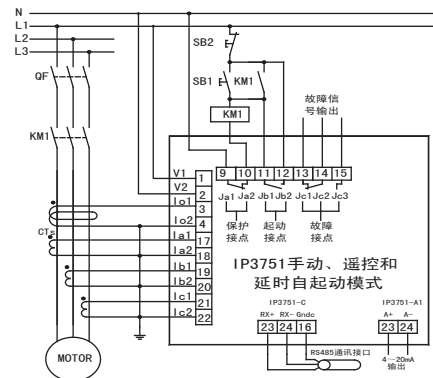 N
L1
L2
L3
SB2
QF
SB1
KM1
KM1
故障信
号输出
KM1
V1
1
9
10
11
12
13
14
15
V2
2
Ja1
Ja2
Jb1
Jb2
Jc1
Jc2
Jc3
Io1
3
保护
接点
起动
接点
故障
接点
Io2
4
CTs
Ia1
17
Ia2
18
IP3751手动、遥控和
延时自起动模式
Ib1
19
Ib2
20
Ic1
21
Ic2
22
IP3751-C
IP3751-A1
RX+
RX-
Gndc
A+
A-
23
24
16
23
24
RS485通讯接口
4~20mA
输出
MOTOR